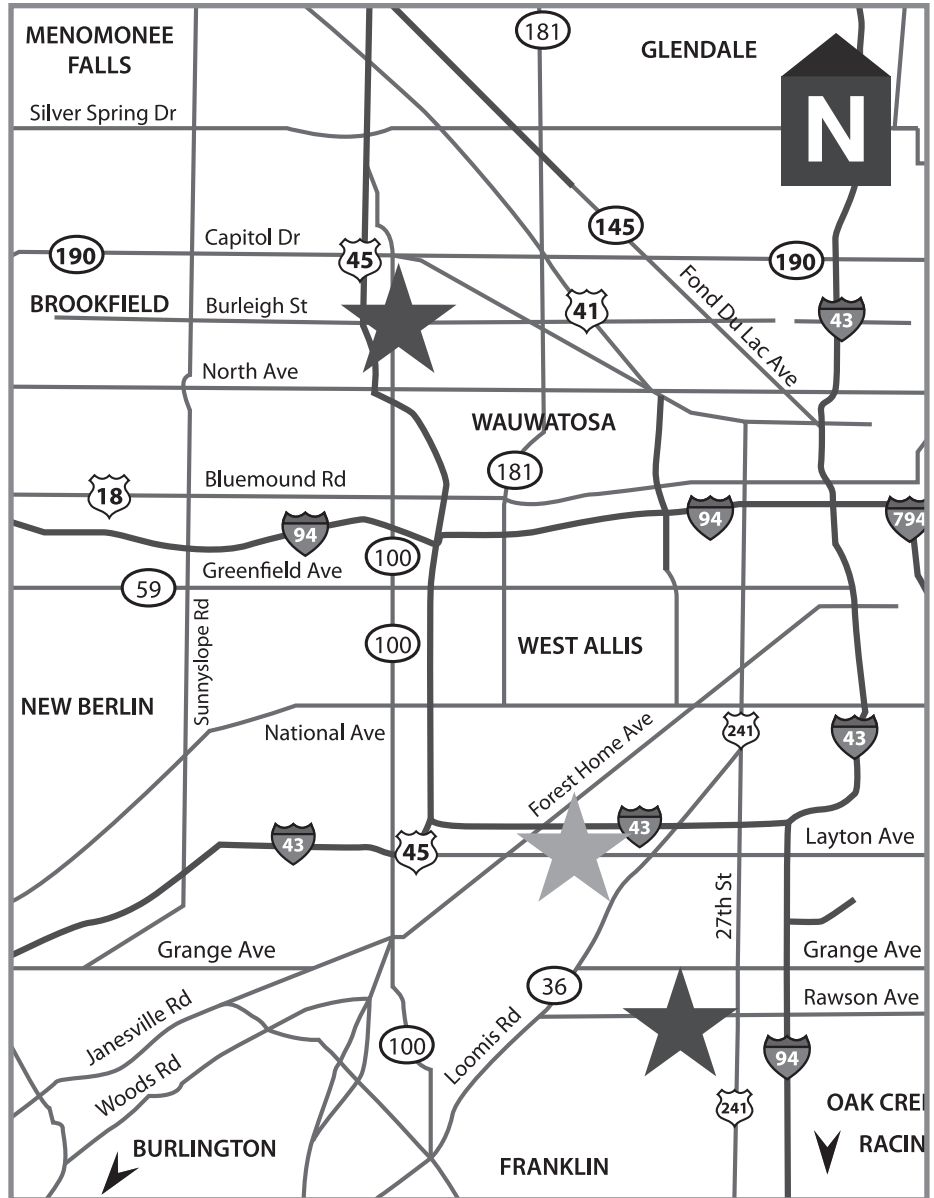 MENOMONEE
FALLS
181
GLENDALE
N
Silver Spring Dr
145
Capitol Dr
190
45
190
Fond Du Lac Ave
BROOKFIELD
Burleigh St
41
43
North Ave
WAUWATOSA
181
Bluemound Rd
18
94
94
794
100
Greenfield Ave
59
Sunnyslope Rd
100
WEST ALLIS
NEW BERLIN
National Ave
241
43
Forest Home Ave
43
43
45
Layton Ave
27th St
Grange Ave
Grange Ave
36
Rawson Ave
Janesville Rd
100
Loomis Rd
94
Woods Rd
241
OAK CREE
RACIN
BURLINGTON
FRANKLIN